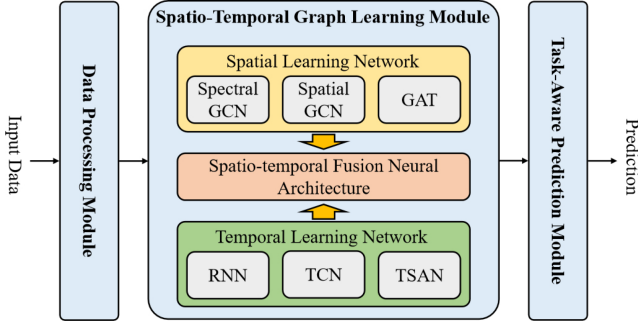 Input Data
Data Processing Module
Spatio-Temporal Graph Learning Module
Spatial Learning Network
Spectral
GCN
Spatial
GCN
GAT
Spatio-temporal Fusion Neural
Architecture
Temporal Learning Network
RNN
TCN
TSAN
Task-Aware Prediction Module
Prediction